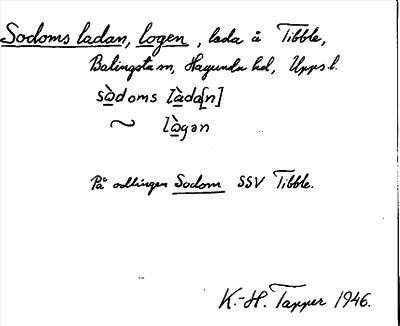 Sodoms ladan, logen, lada å Tibble,
Balingsta sn, Hagunda hd, Upps. l.
sòdoms làda[n]
~ lògən
På odlingen Sodom SSV Tibble.
K.-H. Tapper 1946.